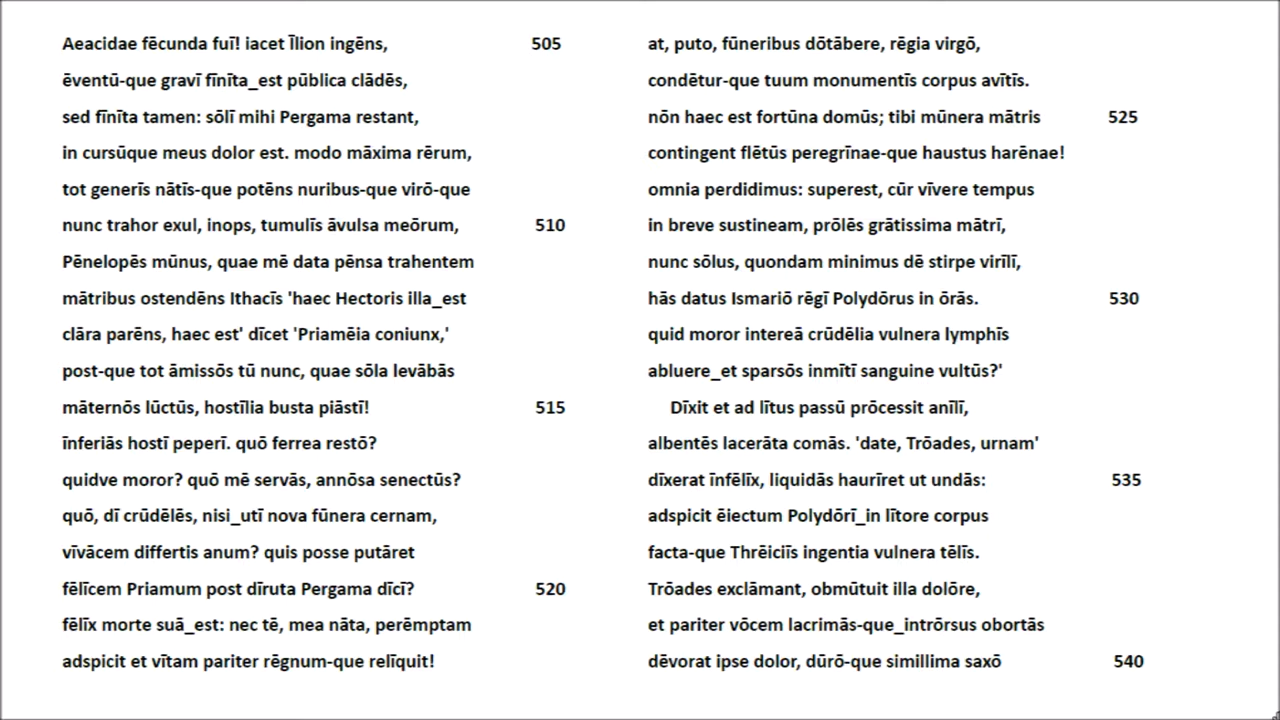 Aeacidae fēcunda fuī! iacet Īlion ingēns, 505
ēventū-que gravī fīnīta_est pūblica clādēs,
sed fīnīta tamen: sōlī mihi Pergama restant,
in cursūque meus dolor est. modo māxima rērum,
tot generīs nātīs-que potēns nuribus-que virō-que
nunc trahor exul, inops, tumulīs āvulsa meōrum, 510
Pēnelopēs mūnus, quae mē data pēnsa trahentem
mātribus ostendēns Ithacīs 'haec Hectoris illa_est
clāra parēns, haec est' dīcet 'Priamēia coniunx,'
post-que tot āmissōs tū nunc, quae sōla levābās
māternōs lūctūs, hostīlia busta piāstī! 515
īnferiās hostī peperī. quō ferrea restō?
quidve moror? quō mē servās, annōsa senectūs?
quō, dī crūdēlēs, nisi_utī nova fūnera cernam,
vīvācem differtis anum? quis posse putāret
fēlīcem Priamum post dīruta Pergama dīcī? 520
fēlīx morte suā_est: nec tē, mea nāta, perēmptam
adspicit et vītam pariter rēgnum-que relīquit!
at, puto, fūneribus dōtābere, rēgia virgō,
condētur-que tuum monumentīs corpus avītīs.
nōn haec est fortūna domūs; tibi mūnera mātris 525
contingent flētūs peregrīnae-que haustus harēnae!
omnia perdidimus: superest, cūr vīvere tempus
in breve sustineam, prōlēs grātissima mātrī,
nunc sōlus, quondam minimus dē stirpe virīlī,
hās datus Ismariō rēgī Polydōrus in ōrās. 530
quid moror intereā crūdēlia vulnera lymphīs
abluere_et sparsōs inmītī sanguine vultūs?'
Dīxit et ad lītus passū prōcessit anīlī,
albentēs lacerāta comās. 'date, Trōades, urnam'
dīxerat īnfēlīx, liquidās haurīret ut undās: 535
adspicit ēiectum Polydōrī_in lītore corpus
facta-que Thrēiciīs ingentia vulnera tēlīs.
Trōades exclāmant, obmūtuit illa dolōre,
et pariter vōcem lacrimās-que_intrōrsus obortās
dēvorat ipse dolor, dūrō-que simillima saxō 540